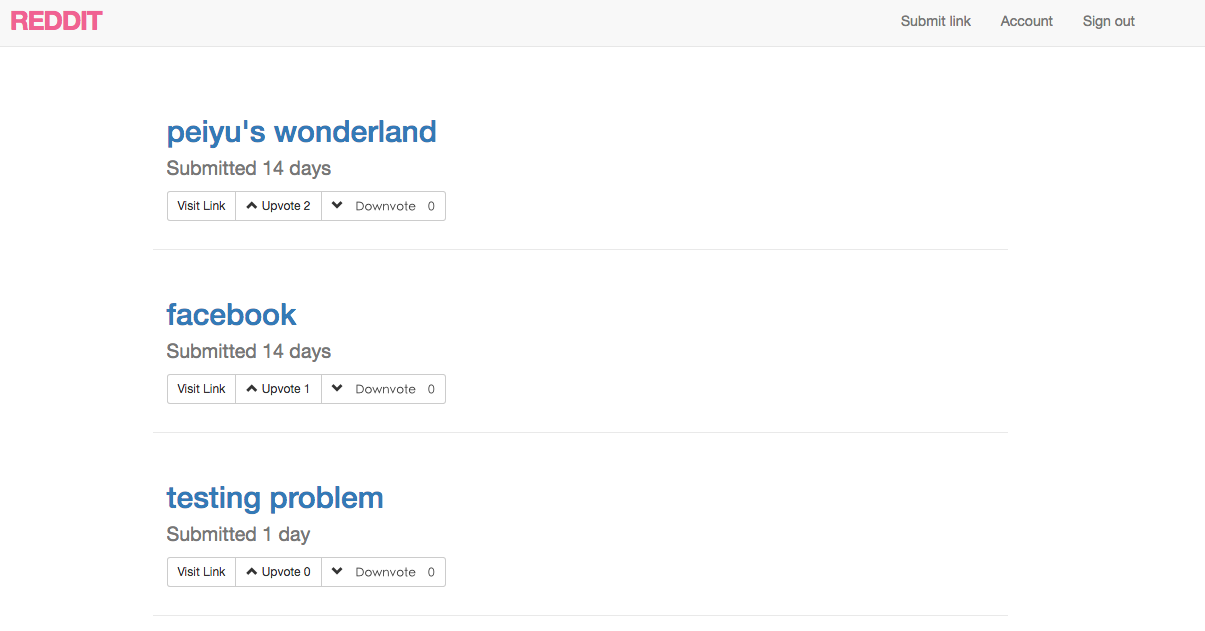 REDDIT Submit link Account Sign out
peiyu's wonderland
Submitted 14 days
Visit Link Upvote 2 Downvote 0
facebook
Submitted 14 days
Visit Link Upvote 1 Downvote 0
testing problem
Submitted 1 day
Visit Link Upvote 0 Downvote 0